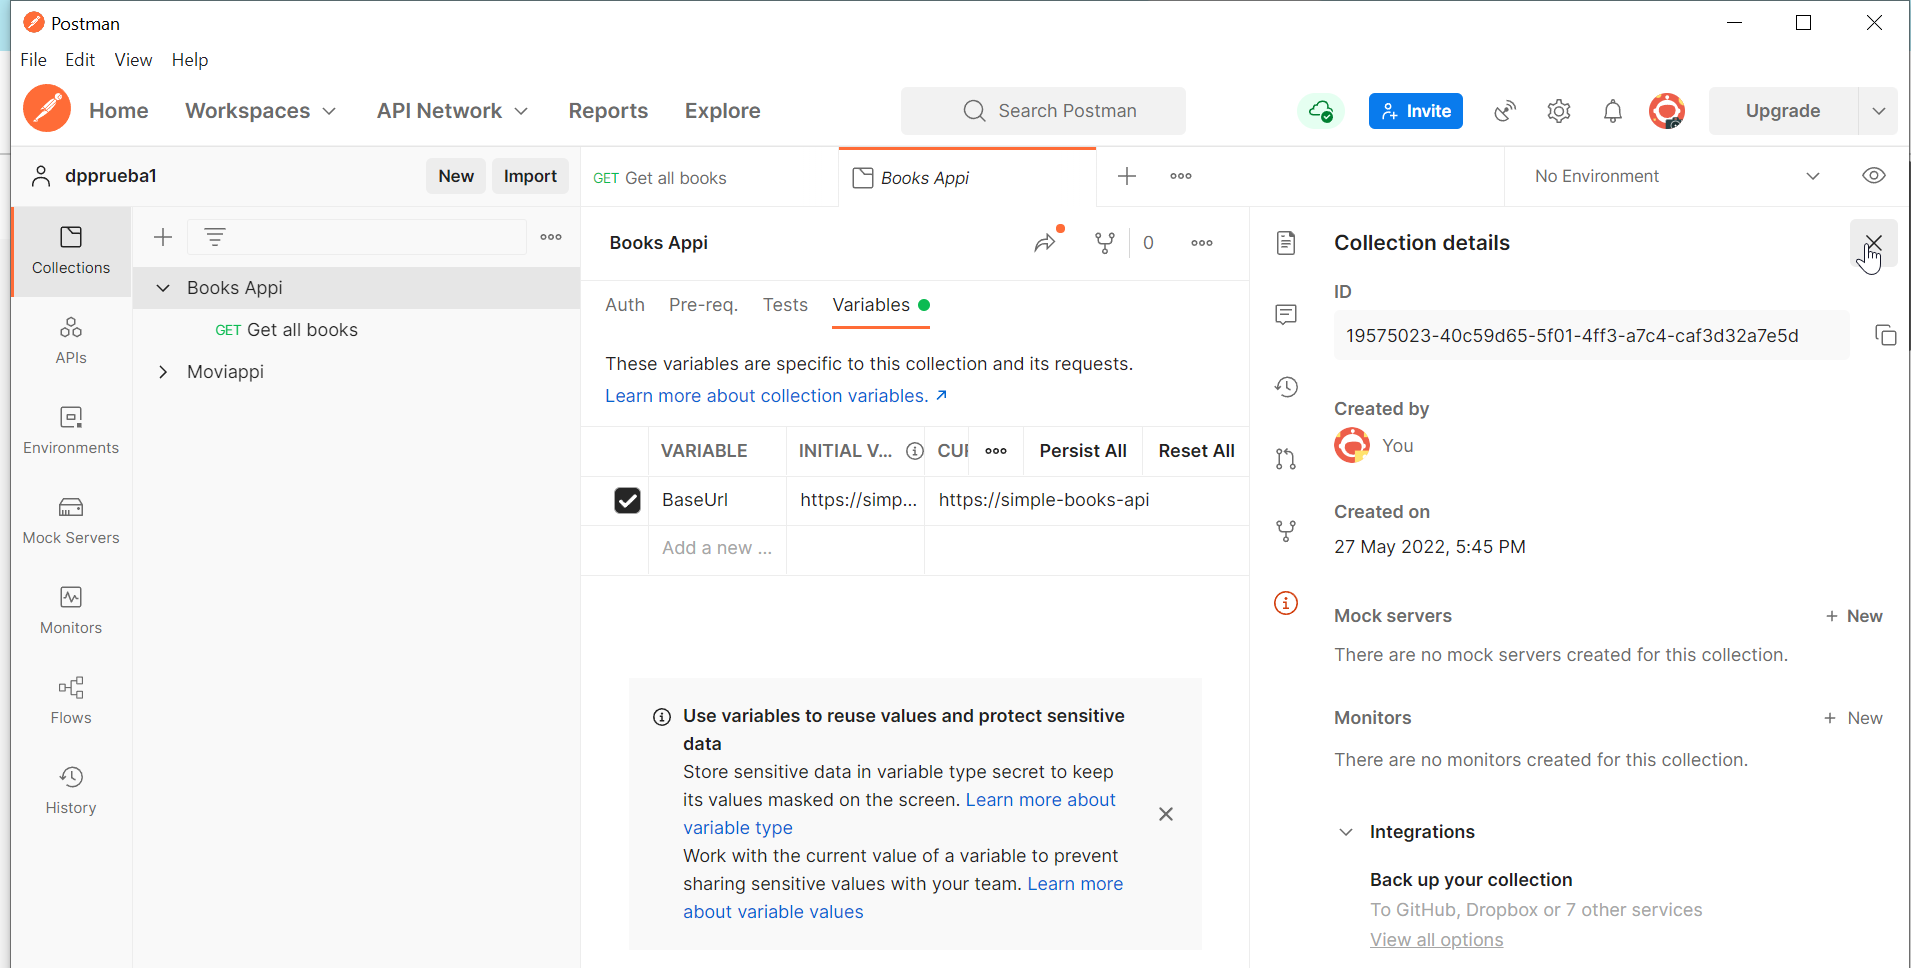 Postman
File Edit View Help
Home Workspaces API Network Reports Explore Search Postman Invite Upgrade
dpprueba1 New Import GET Get all books Books Appi No Environment
Collections
APIs
Environments
Mock Servers
Monitors
Flows
History
Books Appi
GET Get all books
Moviappi
Books Appi 0
Auth Pre-req. Tests Variables
These variables are specific to this collection and its requests.
Learn more about collection variables. ↗
VARIABLE INITIAL V... CUR Persist All Reset All
BaseUrl https://simp... https://simple-books-api
Add a new ...
Use variables to reuse values and protect sensitive
data
Store sensitive data in variable type secret to keep
its values masked on the screen. Learn more about
variable type
Work with the current value of a variable to prevent
sharing sensitive values with your team. Learn more
about variable values
Collection details
ID
19575023-40c59d65-5f01-4ff3-a7c4-caf3d32a7e5d
Created by
You
Created on
27 May 2022, 5:45 PM
Mock servers + New
There are no mock servers created for this collection.
Monitors + New
There are no monitors created for this collection.
Integrations
Back up your collection
To GitHub, Dropbox or 7 other services
View all options